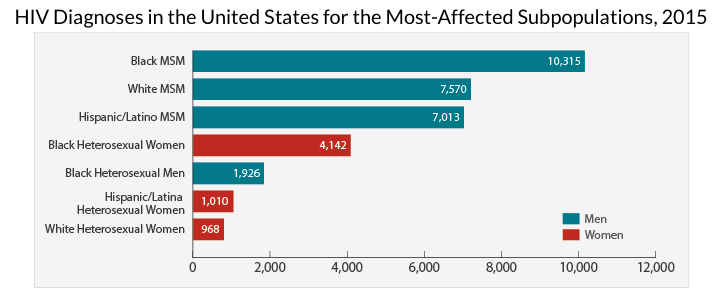 HIV Diagnoses in the United States for the Most-Affected Subpopulations, 2015
Black MSM
10,315
White MSM
7,570
Hispanic/Latino MSM
7,013
Black Heterosexual Women
4,142
Black Heterosexual Men
1,926
Hispanic/Latina
Heterosexual Women
1,010
White Heterosexual Women
968
Men
Women
0 2,000 4,000 6,000 8,000 10,000 12,000